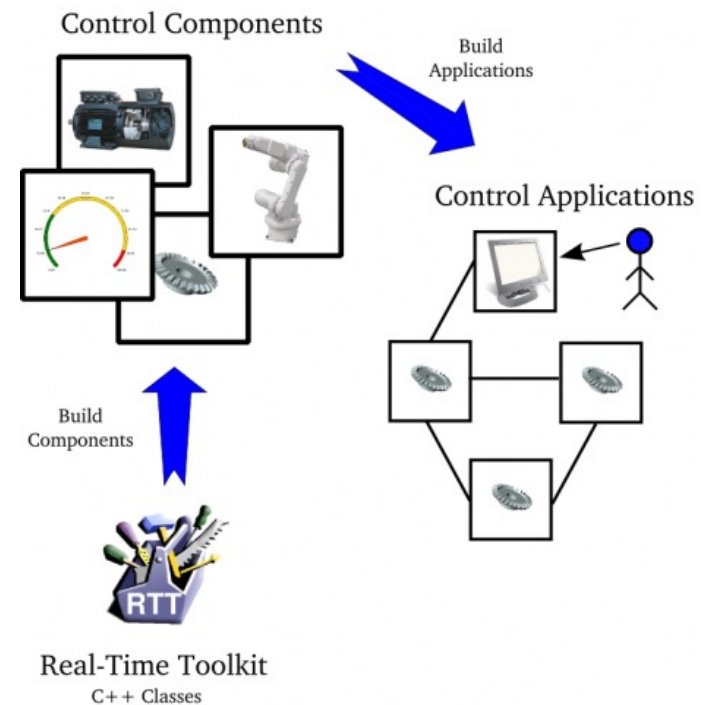 Control Components
Build
Applications
Control Applications
Build
Components
RTT
Real-Time Toolkit
C++ Classes